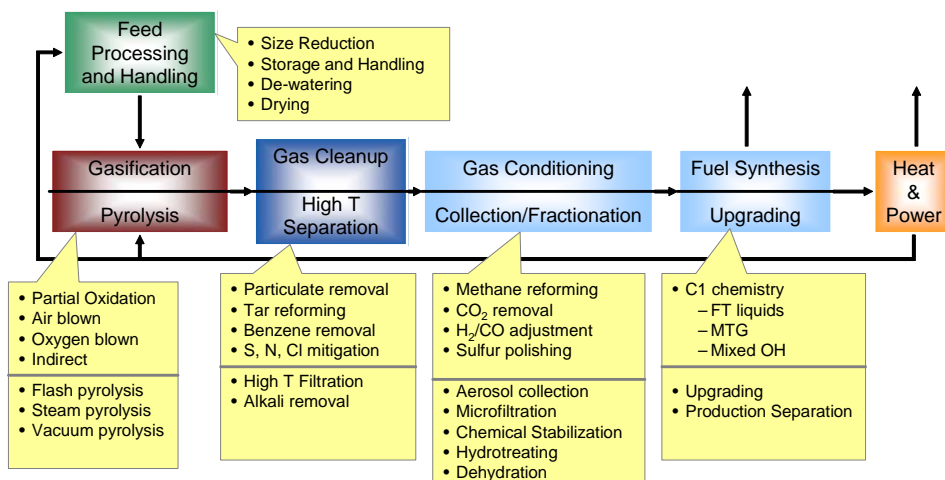 Feed
Processing
and Handling
• Size Reduction
• Storage and Handling
• De-watering
• Drying
Gasification
Pyrolysis
Gas Cleanup
High T
Separation
Gas Conditioning
Collection/Fractionation
Fuel Synthesis
Upgrading
Heat
&
Power
• Partial Oxidation
• Air blown
• Oxygen blown
• Indirect
• Flash pyrolysis
• Steam pyrolysis
• Vacuum pyrolysis
• Particulate removal
• Tar reforming
• Benzene removal
• S, N, Cl mitigation
• High T Filtration
• Alkali removal
• Methane reforming
• CO₂ removal
• H₂/CO adjustment
• Sulfur polishing
• Aerosol collection
• Microfiltration
• Chemical Stabilization
• Hydrotreating
• Dehydration
• C1 chemistry
– FT liquids
– MTG
– Mixed OH
• Upgrading
• Production Separation